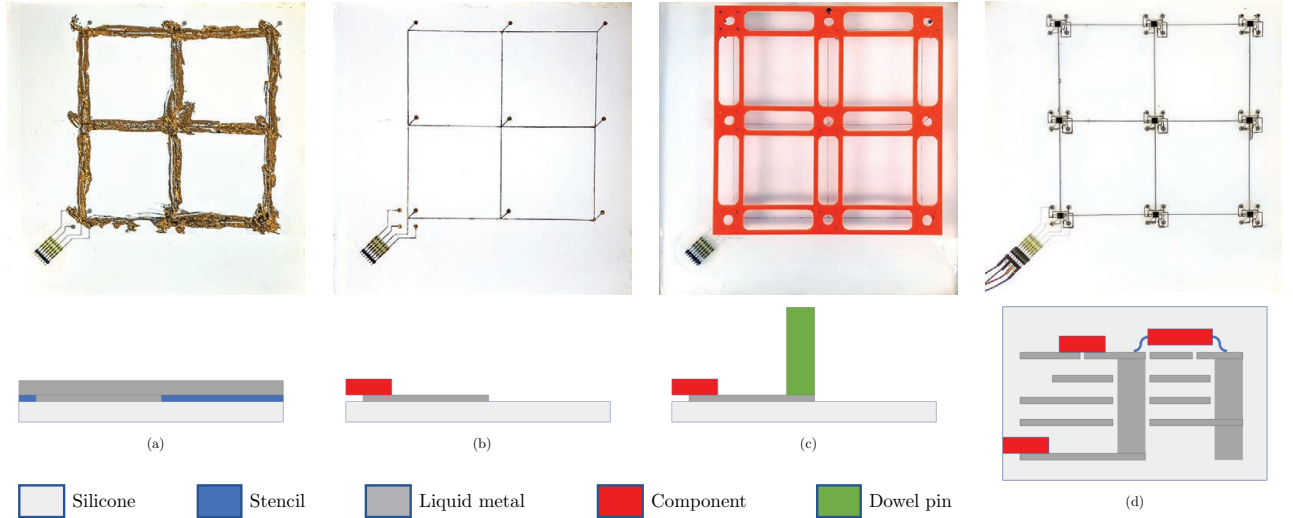 (a)
(b)
(c)
(d)
Silicone
Stencil
Liquid metal
Component
Dowel pin